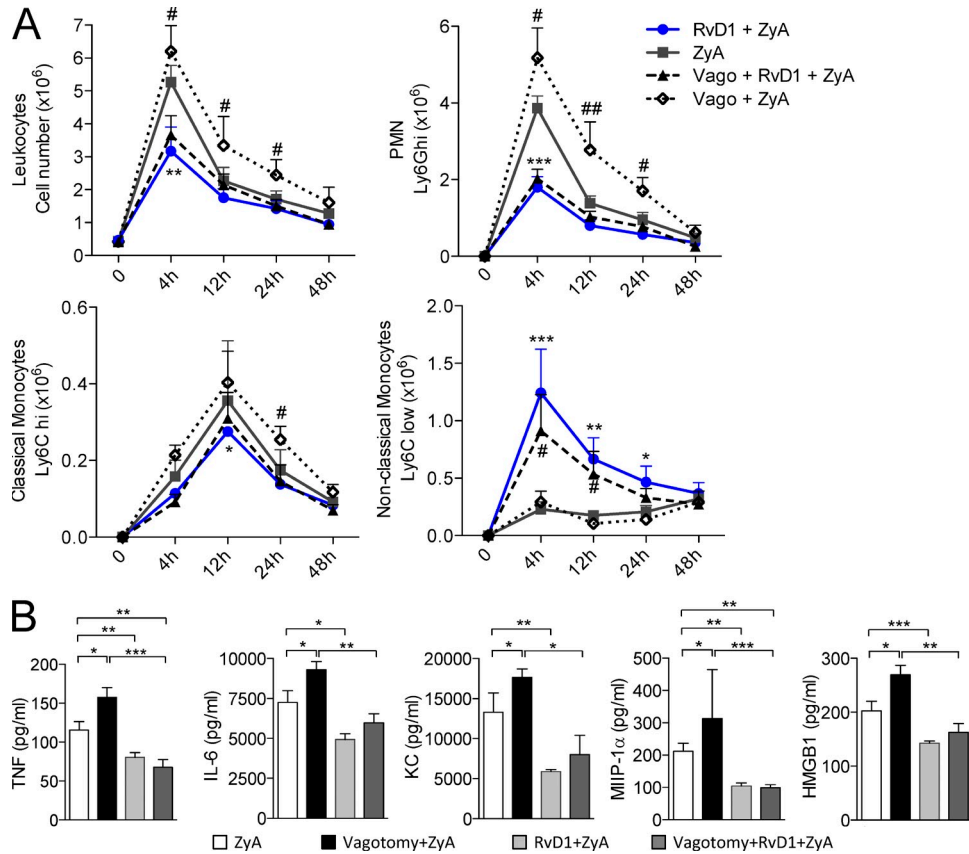 A
Leukocytes
Cell number (x10⁶)
7
6
5
4
3
2
1
0
#
#
#
**
0
4h
12h
24h
48h
PMN
Ly6Ghi (x10⁶)
6
4
2
0
#
##
#
***
0
4h
12h
24h
48h
RvD1 + ZyA
ZyA
Vago + RvD1 + ZyA
Vago + ZyA
Classical Monocytes
Ly6C hi (x10⁶)
0.6
0.4
0.2
0.0
#
*
0
4h
12h
24h
48h
Non-classical Monocytes
Ly6C low (x10⁶)
2.0
1.5
1.0
0.5
0.0
***
**
*
#
#
0
4h
12h
24h
48h
B
TNF (pg/ml)
200
150
100
50
0
**
**
* ***
IL-6 (pg/ml)
10000
7500
5000
2500
0
*
* **
KC (pg/ml)
20000
15000
10000
5000
0
**
* *
MIIP-1α (pg/ml)
500
400
300
200
100
0
**
**
* ***
HMGB1 (pg/ml)
300
200
100
0
***
* **
ZyA Vagotomy+ZyA RvD1+ZyA Vagotomy+RvD1+ZyA